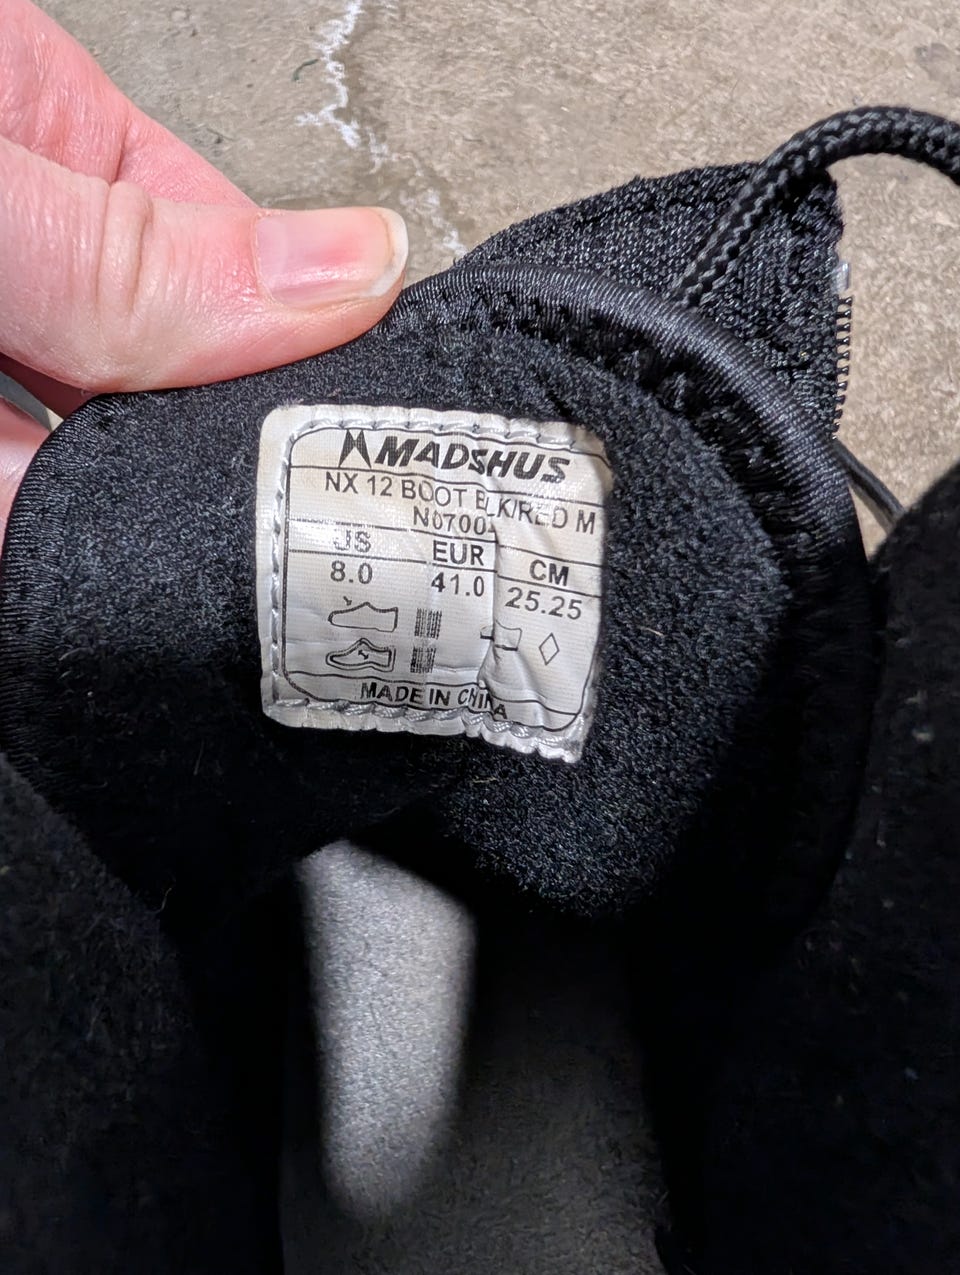 MADSHUS
NX 12 BOOT BLK/RED M
US EUR CM
8.0 41.0 25.25
MADE IN CHINA